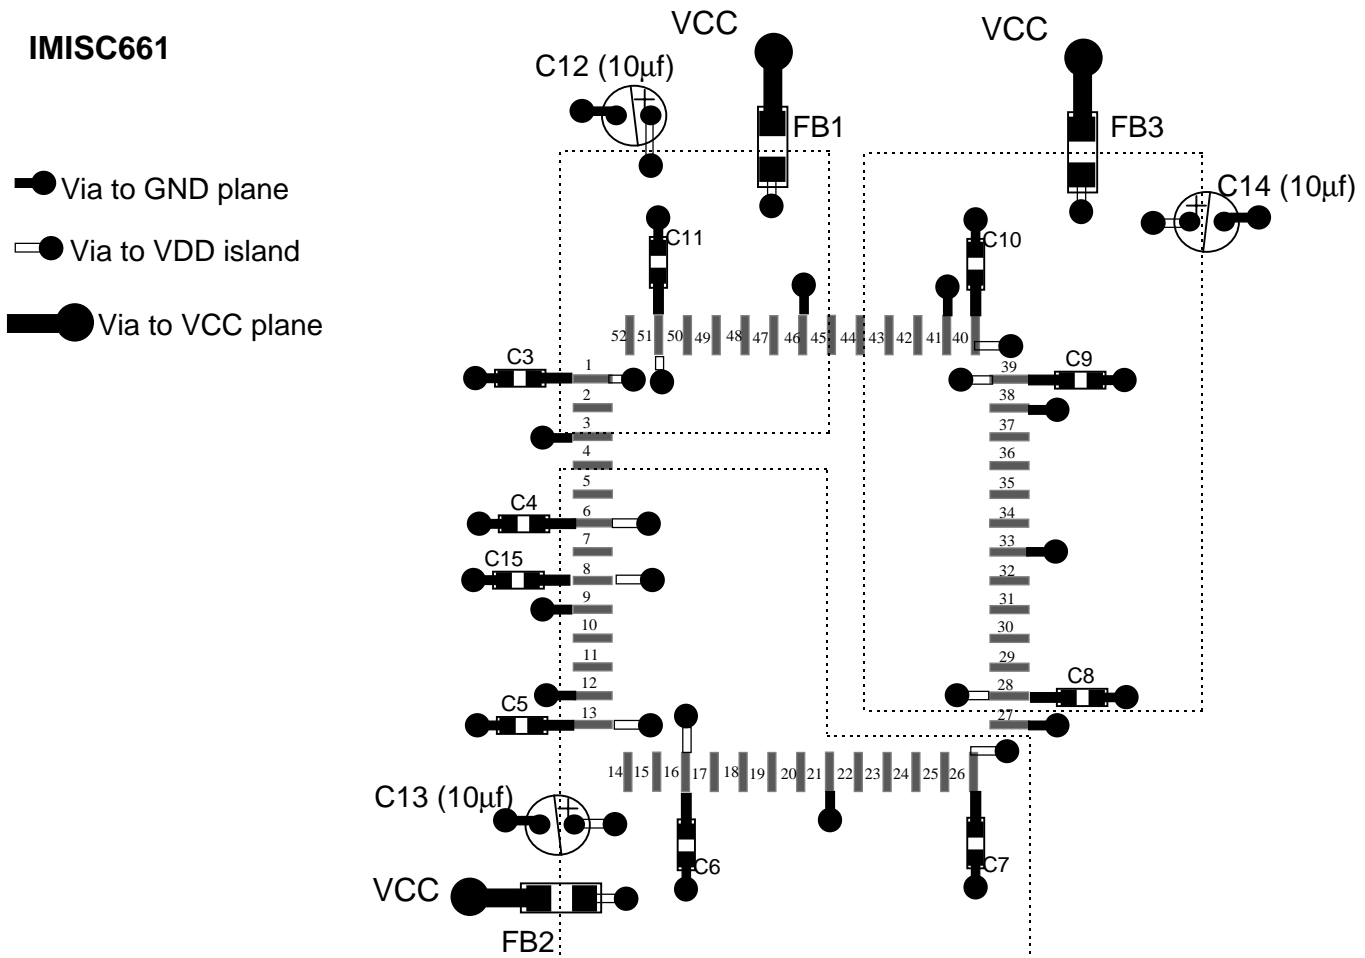 IMISC661
VCC
VCC
C12 (10µf)
FB1
FB3
Via to GND plane
C14 (10µf)
Via to VDD island
C11
C10
Via to VCC plane
52 51 50 49 48 47 46 45 44 43 42 41 40
C3
1
39
C9
2
38
3
37
4
36
5
35
C4
6
34
7
33
C15
8
32
9
31
10
30
11
29
12
28
C8
C5
13
27
14 15 16 17 18 19 20 21 22 23 24 25 26
C13 (10µf)
C6
C7
VCC
FB2